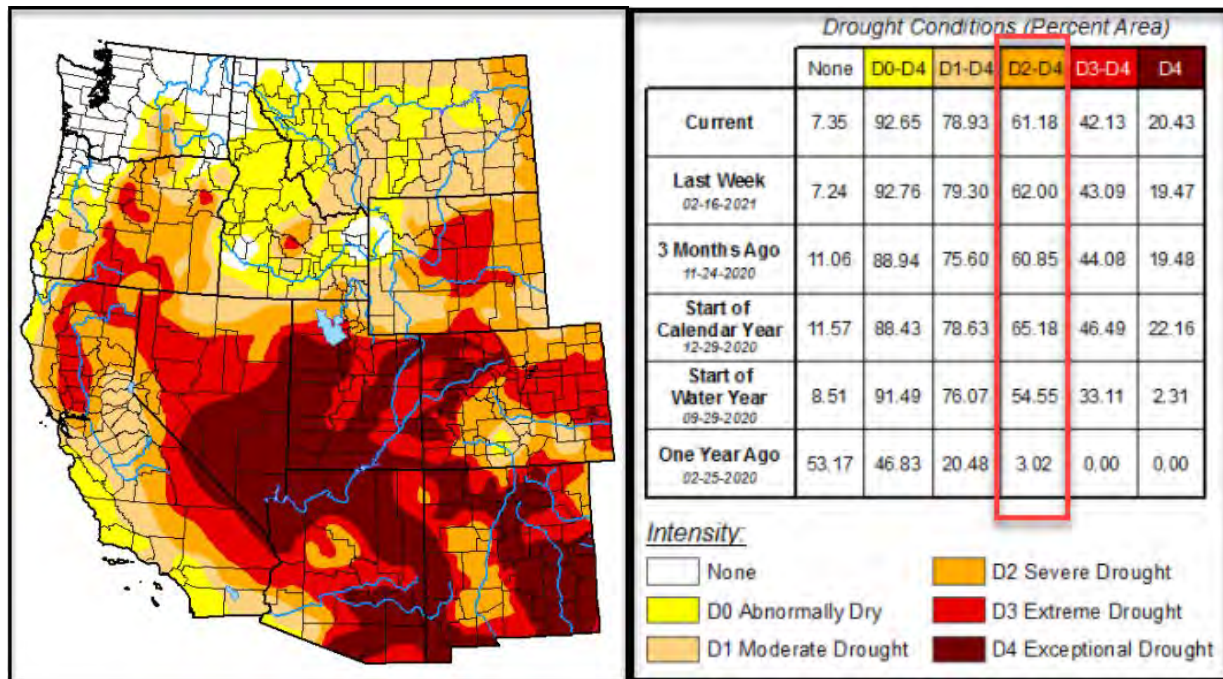 Drought Conditions (Percent Area)
None D0-D4 D1-D4 D2-D4 D3-D4 D4
Current 7.35 92.65 78.93 61.18 42.13 20.43
Last Week
02-16-2021 7.24 92.76 79.30 62.00 43.09 19.47
3 Months Ago
11-24-2020 11.06 88.94 75.60 60.85 44.08 19.48
Start of
Calendar Year
12-29-2020 11.57 88.43 78.63 65.18 46.49 22.16
Start of
Water Year
09-29-2020 8.51 91.49 76.07 54.55 33.11 2.31
One Year Ago
02-25-2020 53.17 46.83 20.48 3.02 0.00 0.00
Intensity:
None
D0 Abnormally Dry
D1 Moderate Drought
D2 Severe Drought
D3 Extreme Drought
D4 Exceptional Drought